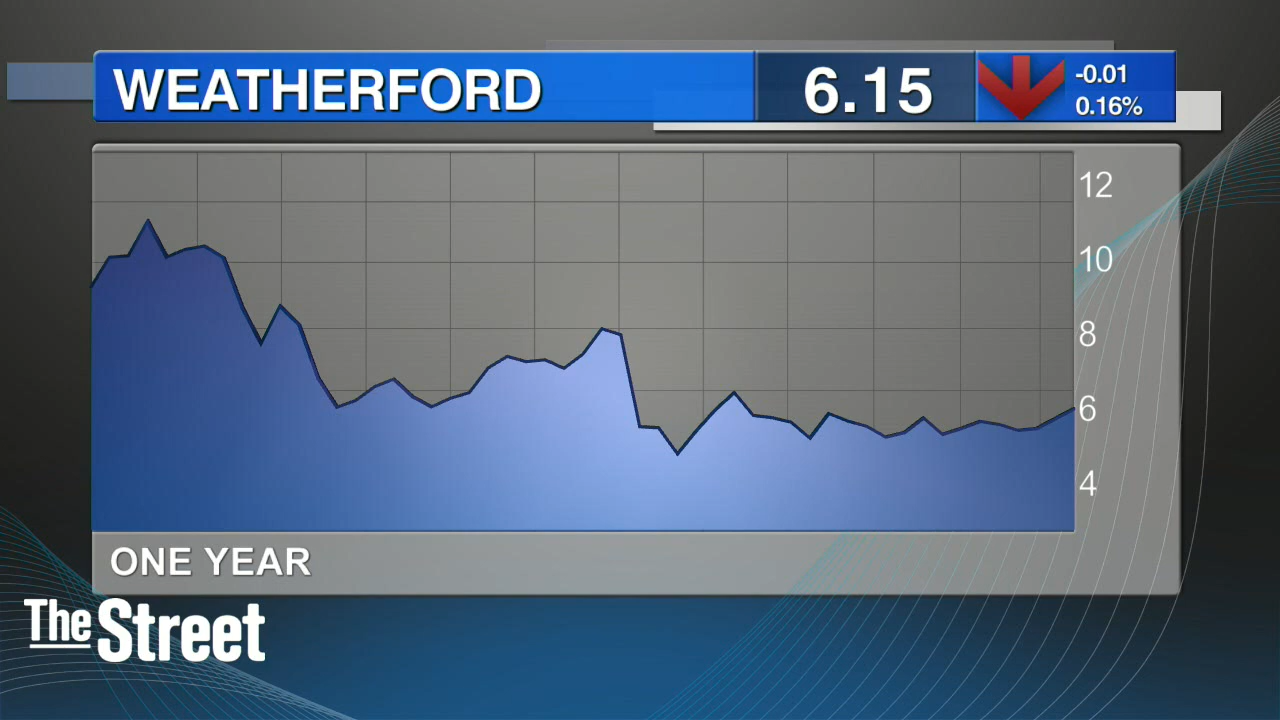 WEATHERFORD
6.15
-0.01
0.16%
12
10
8
6
4
ONE YEAR
The Street